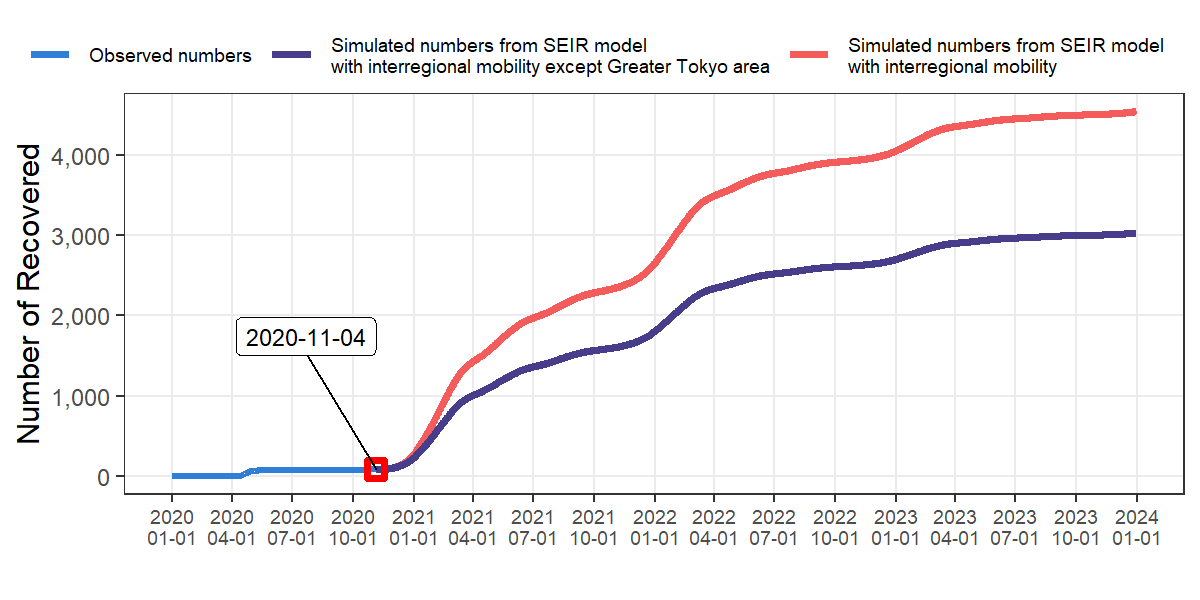 Observed numbers
Simulated numbers from SEIR model
with interregional mobility except Greater Tokyo area
Simulated numbers from SEIR model
with interregional mobility
Number of Recovered
4,000
3,000
2,000
1,000
0
2020-11-04
2020 2020 2020 2020 2021 2021 2021 2021 2022 2022 2022 2022 2023 2023 2023 2023 2024
01-01 04-01 07-01 10-01 01-01 04-01 07-01 10-01 01-01 04-01 07-01 10-01 01-01 04-01 07-01 10-01 01-01